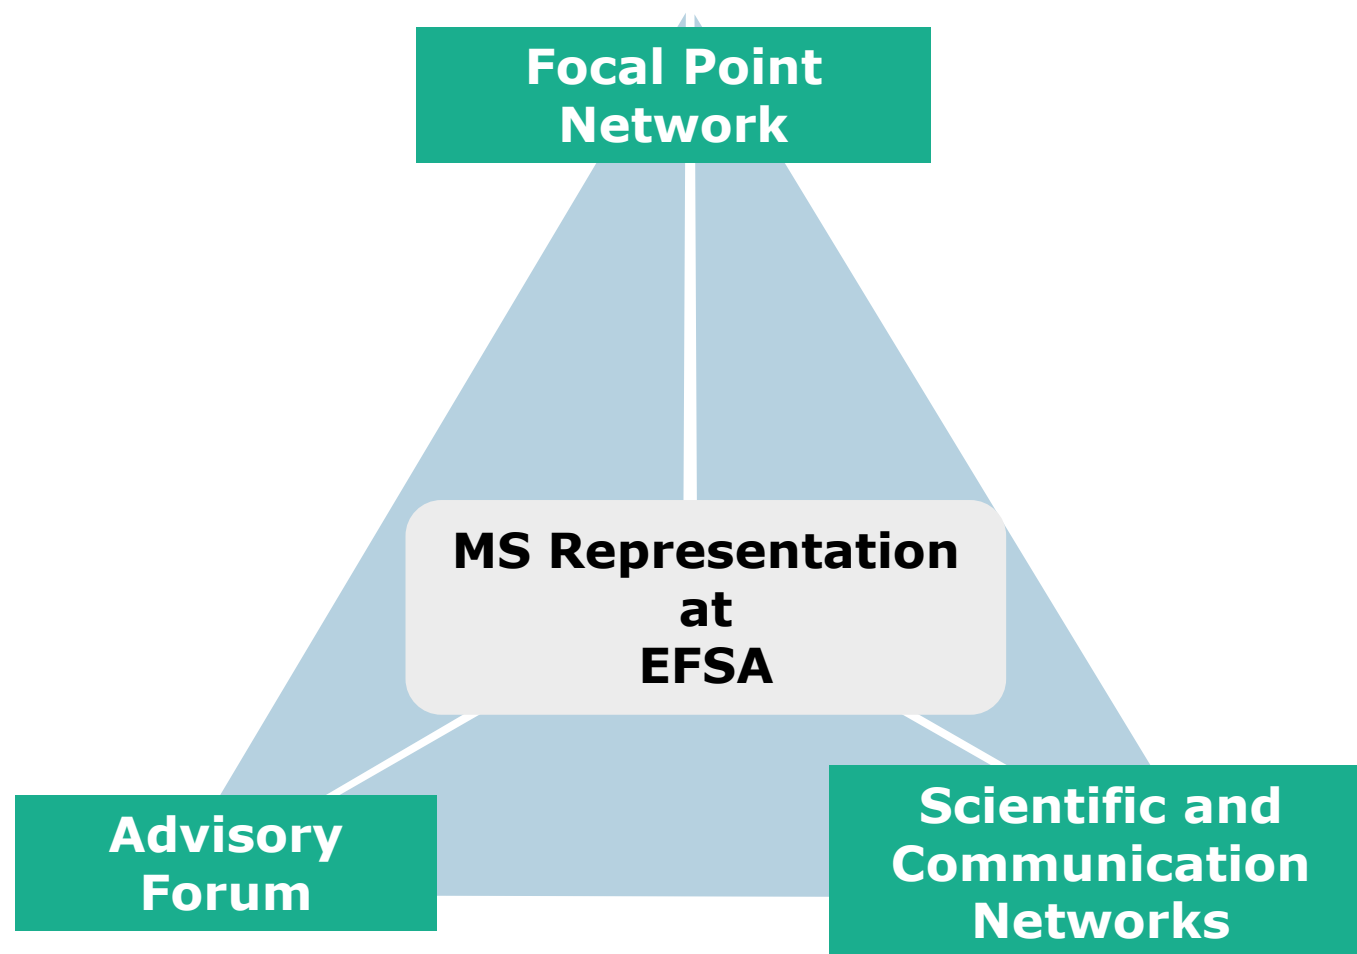 Focal Point
Network
MS Representation
at
EFSA
Advisory
Forum
Scientific and
Communication
Networks